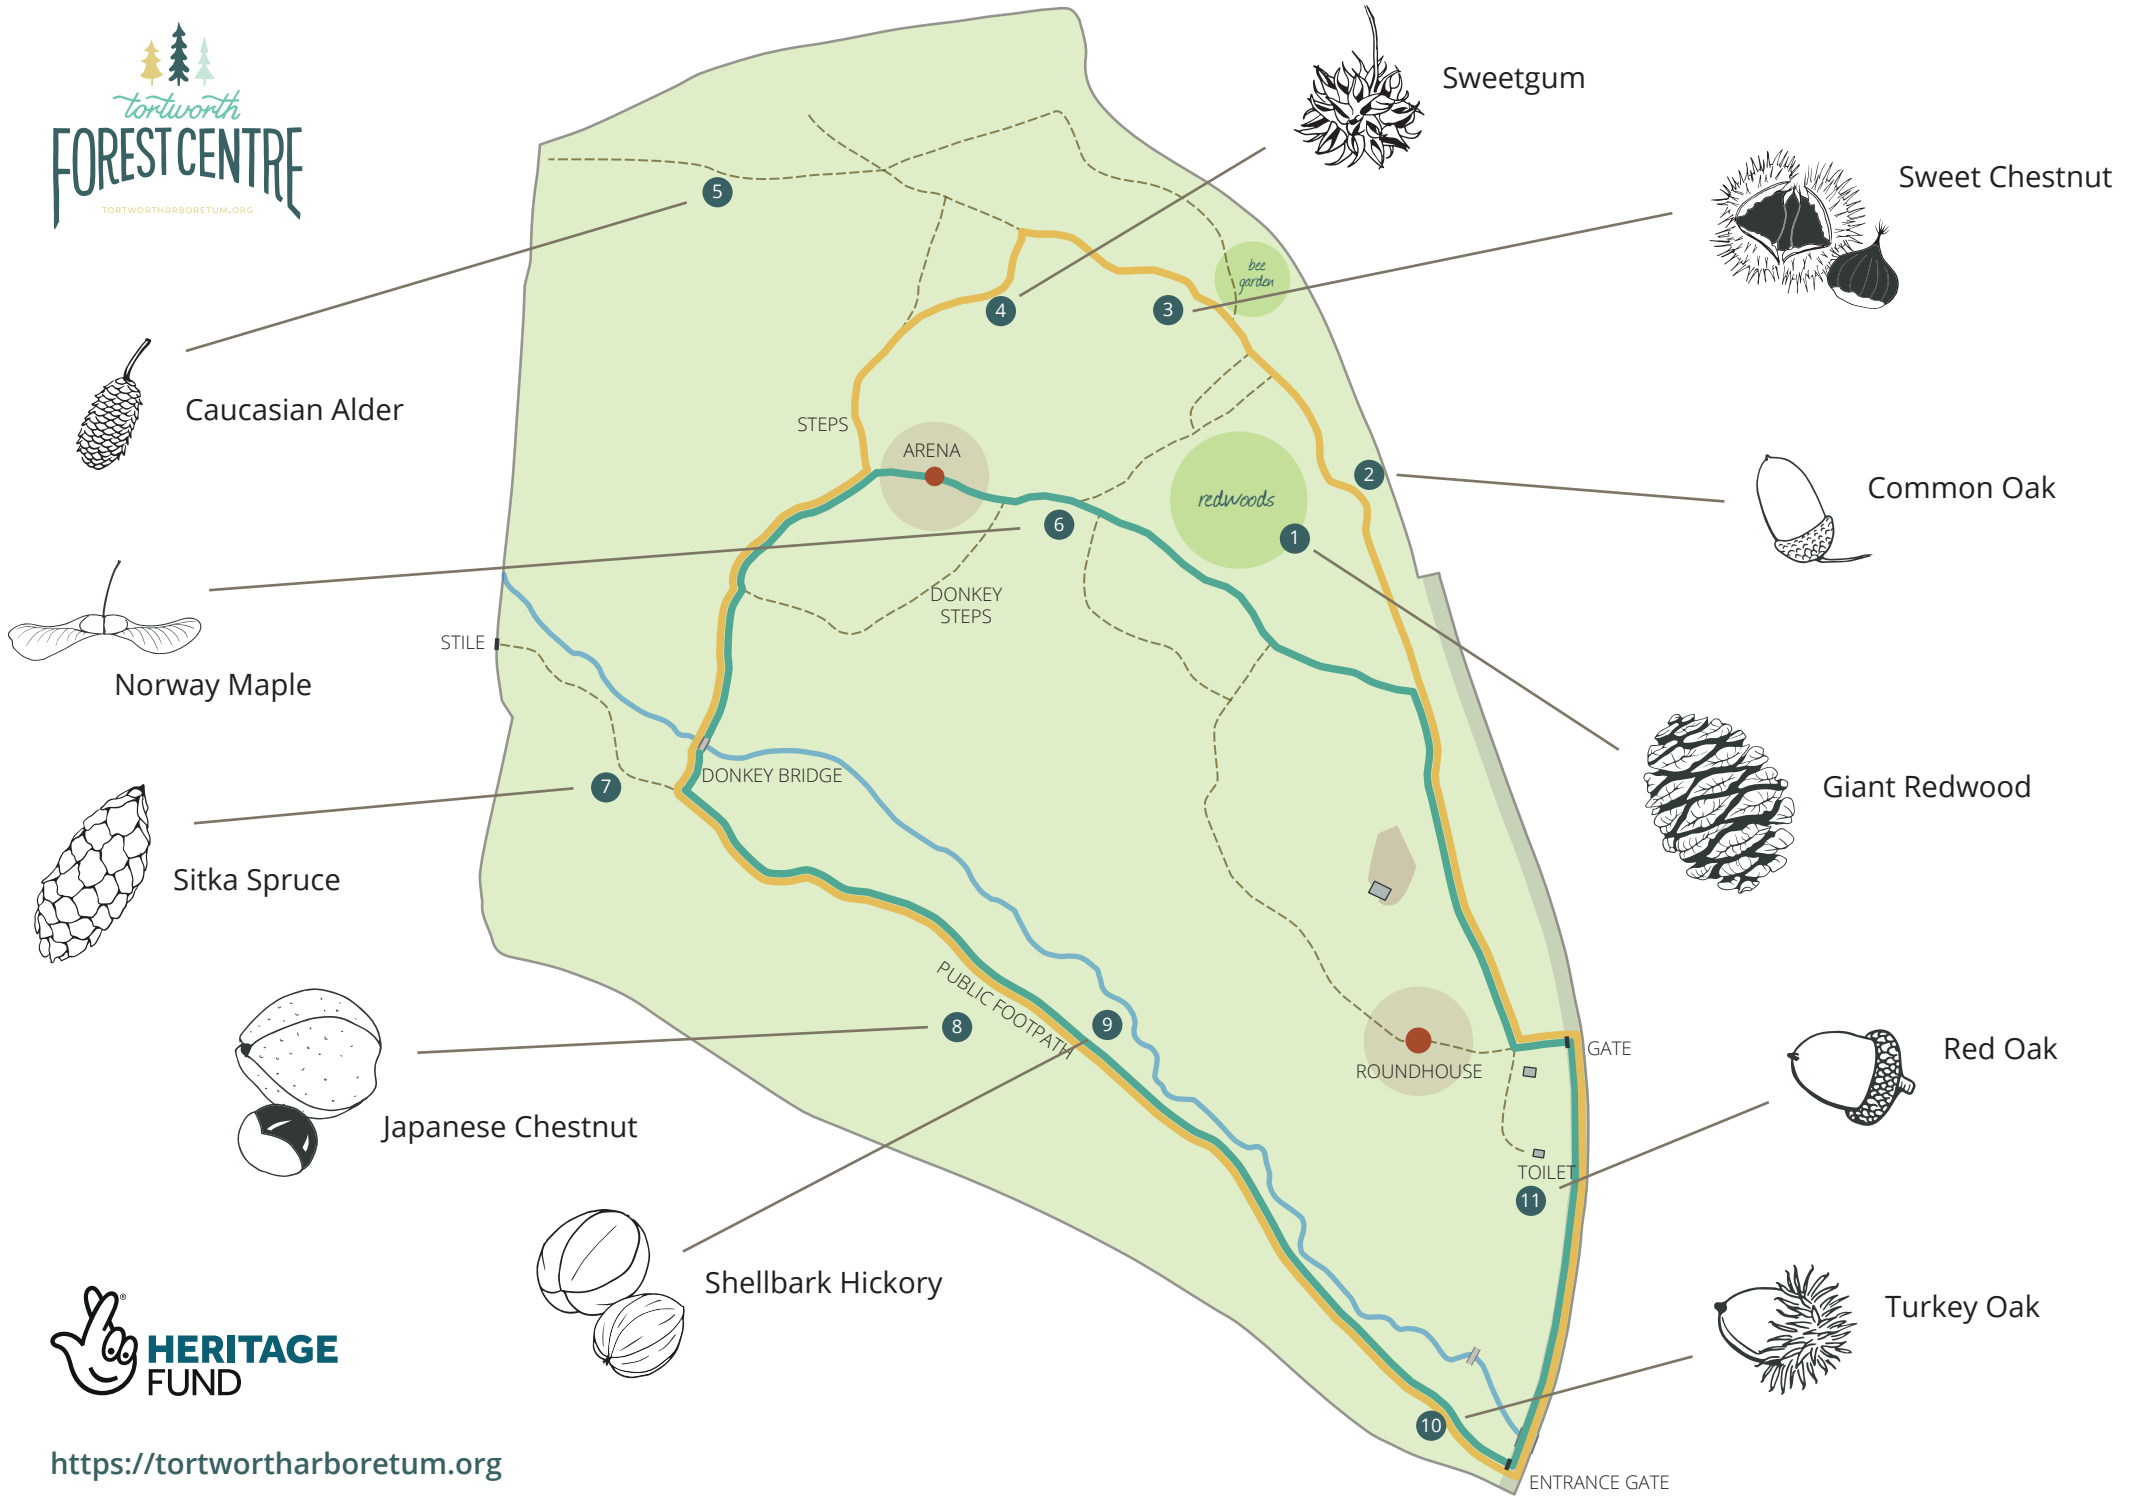 tortworth
FOREST CENTRE
TORTWORTHARBORETUM.ORG
Sweetgum
Sweet Chestnut
5
bee
garden
4
3
Caucasian Alder
STEPS
ARENA
2
Common Oak
redwoods
6
1
DONKEY
STEPS
STILE
Norway Maple
DONKEY BRIDGE
7
Giant Redwood
Sitka Spruce
PUBLIC FOOTPATH
8
9
GATE
Red Oak
ROUNDHOUSE
Japanese Chestnut
TOILET
11
Shellbark Hickory
Turkey Oak
®
HERITAGE
FUND
10
https://tortwortharboretum.org
ENTRANCE GATE